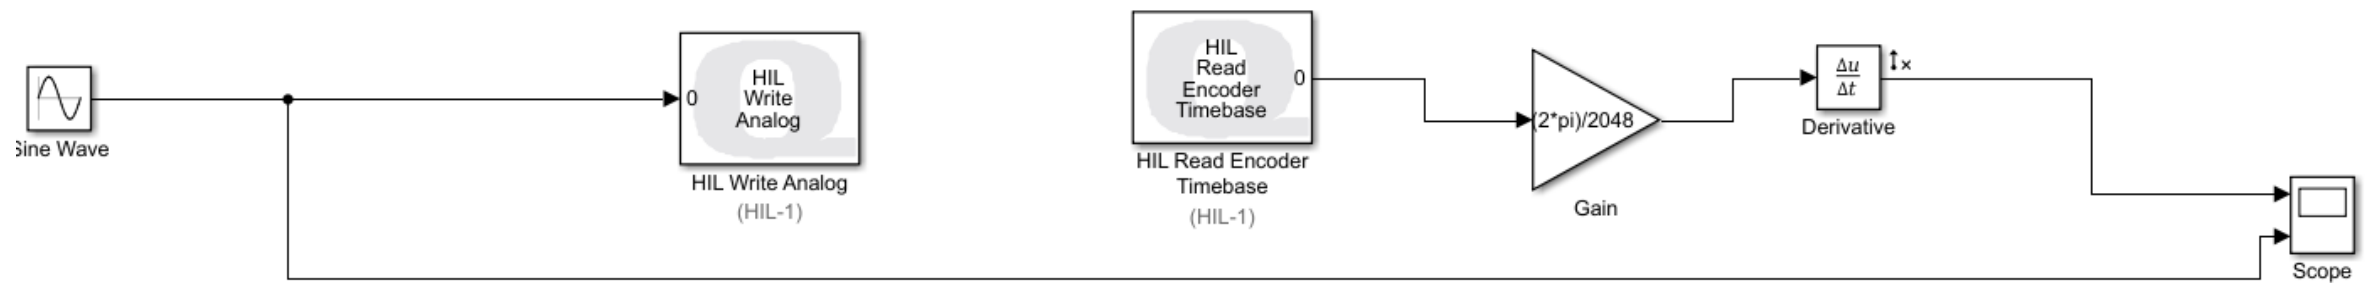 Sine Wave
0
HIL
Write
Analog
HIL Write Analog
(HIL-1)
HIL
Read
Encoder
Timebase
0
HIL Read Encoder
Timebase
(HIL-1)
(2*pi)/2048
Gain
Δu
Δt
x
Derivative
Scope